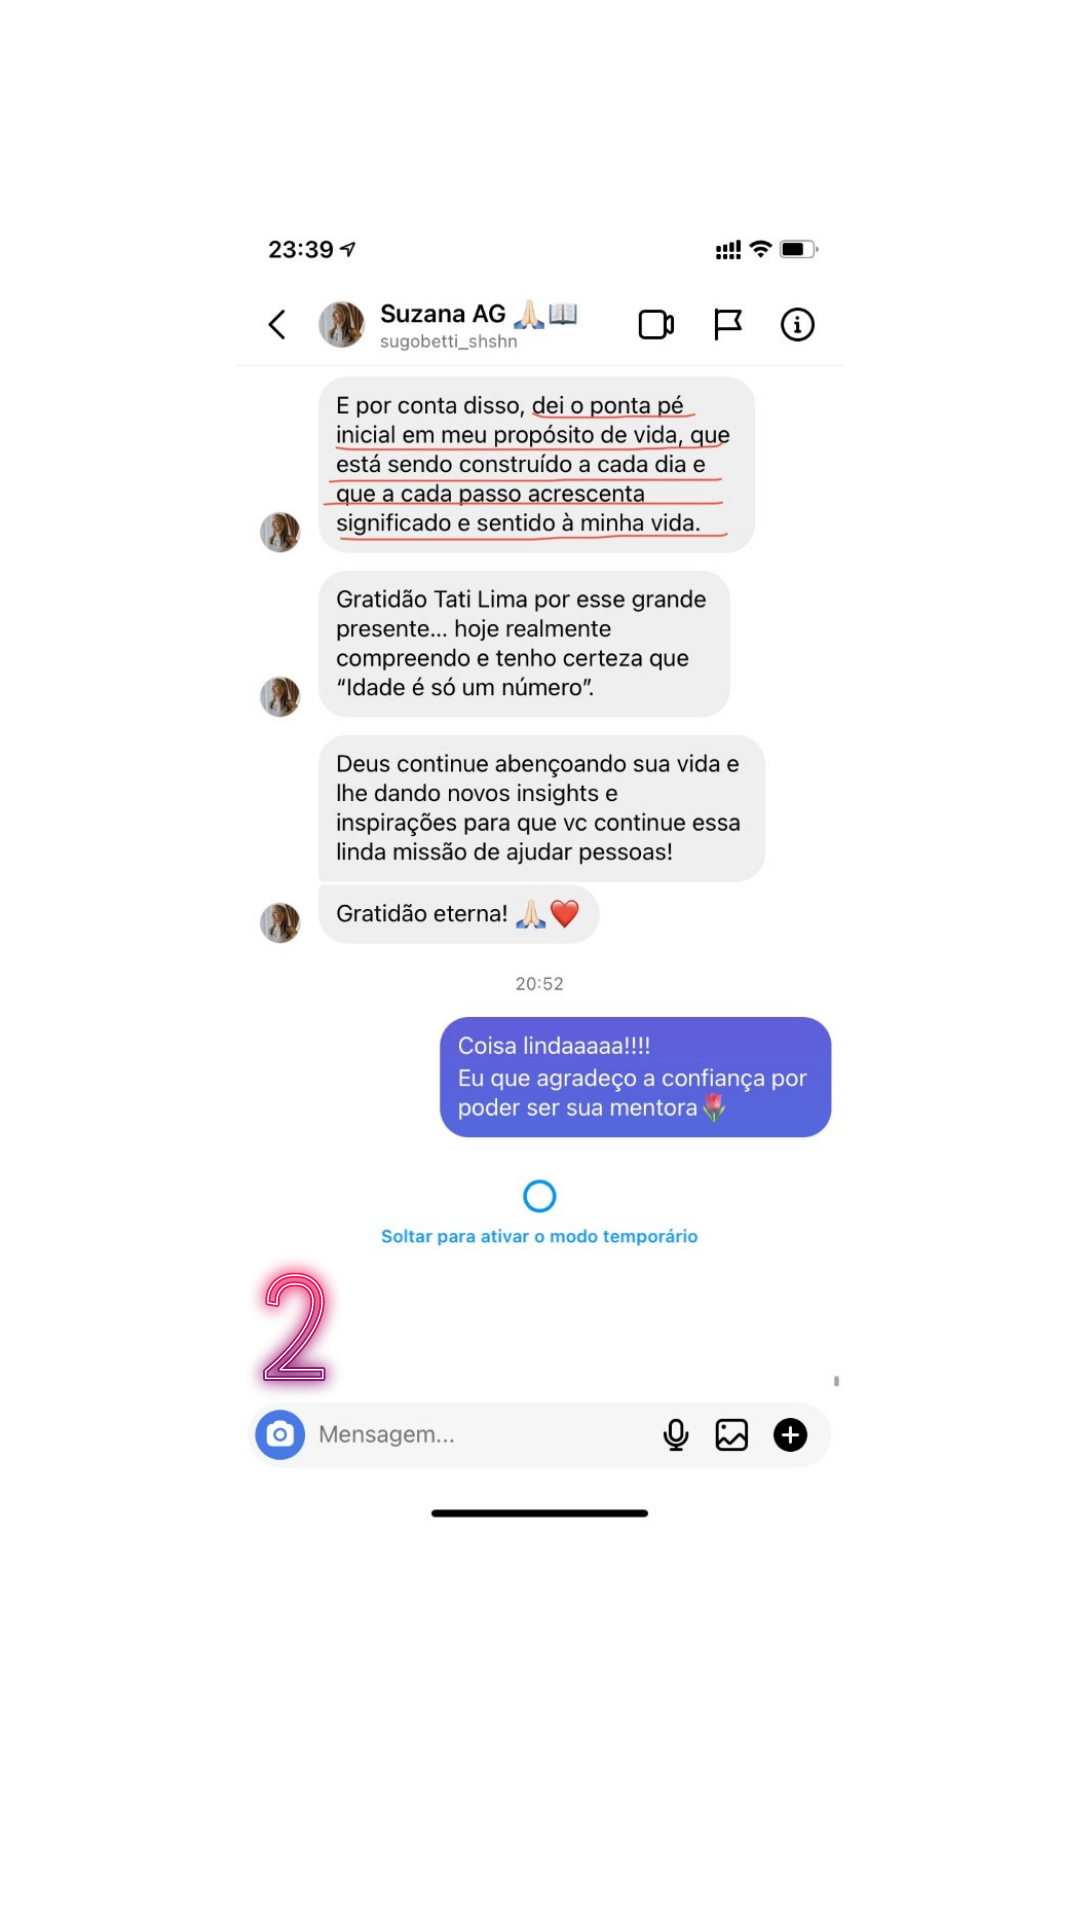 23:39
Suzana AG 🙏🏻📖
sugobetti_shshn
E por conta disso, dei o ponta pé
inicial em meu propósito de vida, que
está sendo construído a cada dia e
que a cada passo acrescenta
significado e sentido à minha vida.
Gratidão Tati Lima por esse grande
presente... hoje realmente
compreendo e tenho certeza que
“Idade é só um número”.
Deus continue abençoando sua vida e
lhe dando novos insights e
inspirações para que vc continue essa
linda missão de ajudar pessoas!
Gratidão eterna! 🙏🏻❤️
20:52
Coisa lindaaaaa!!!!
Eu que agradeço a confiança por
poder ser sua mentora🌷
Soltar para ativar o modo temporário
2
Mensagem...